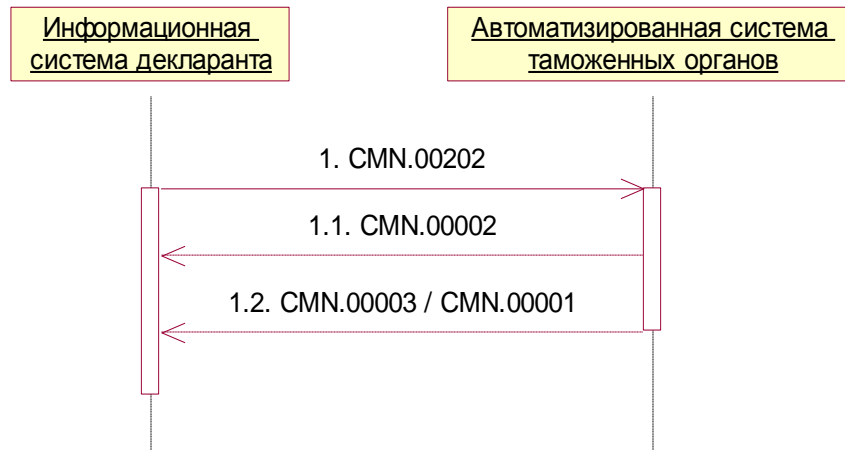 Информационная
система декларанта
Автоматизированная система
таможенных органов
1. CMN.00202
1.1. CMN.00002
1.2. CMN.00003 / CMN.00001